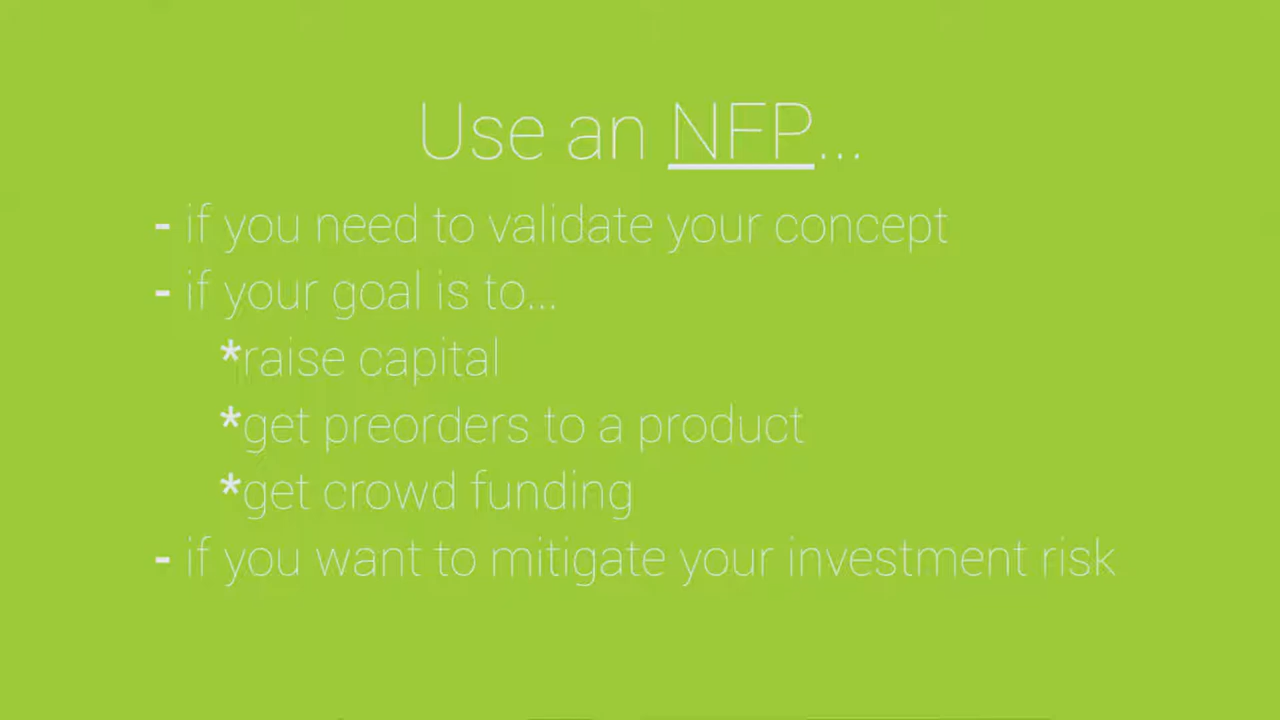 Use an NFP...
- if you need to validate your concept
- if your goal is to...
*raise capital
*get preorders to a product
*get crowd funding
- if you want to mitigate your investment risk